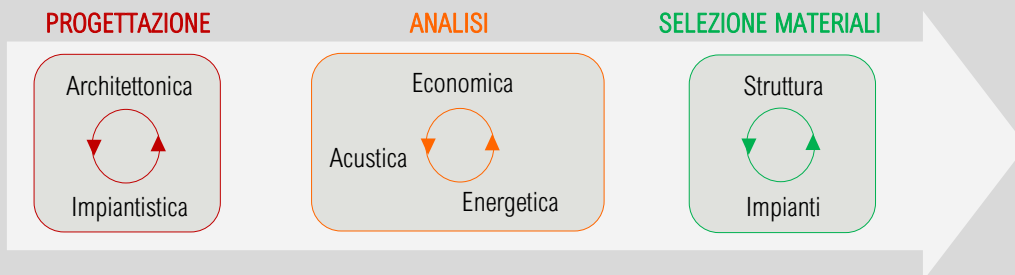 PROGETTAZIONE
Architettonica
Impiantistica
ANALISI
Economica
Acustica
Energetica
SELEZIONE MATERIALI
Struttura
Impianti